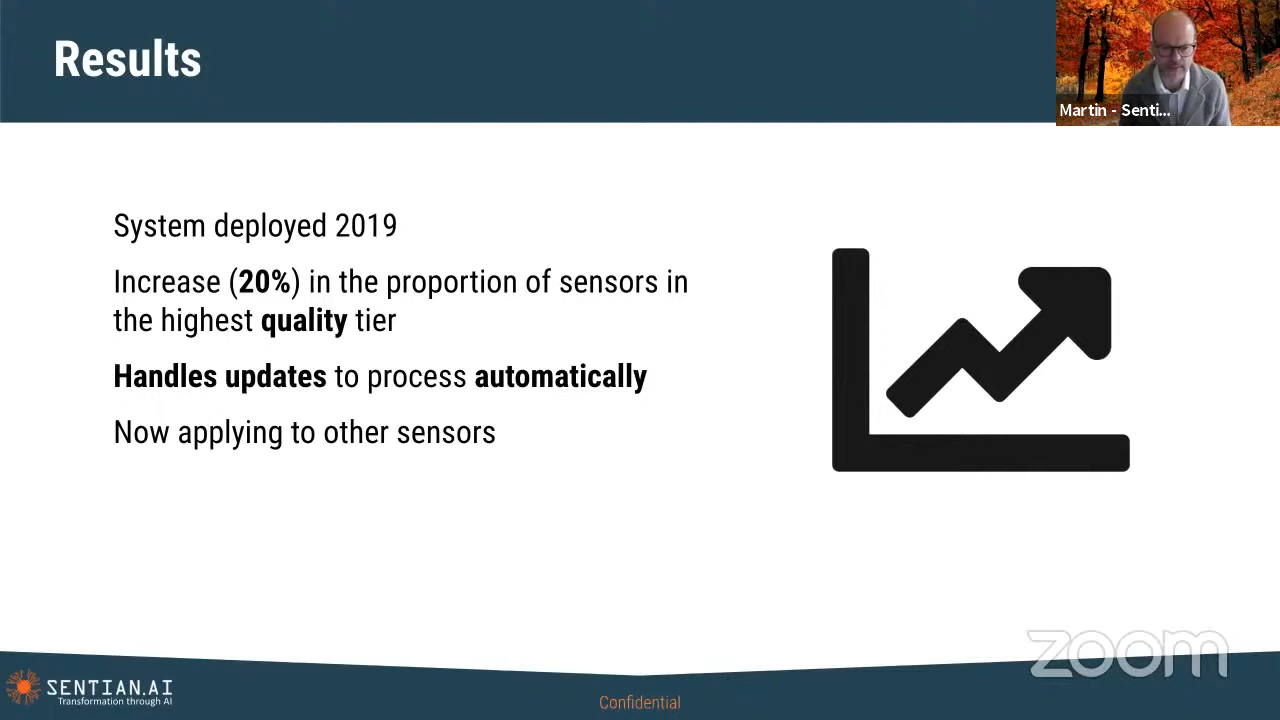 Results
Martin - Senti...
System deployed 2019
Increase (20%) in the proportion of sensors in
the highest quality tier
Handles updates to process automatically
Now applying to other sensors
zoom
SENTIAN.AI
Transformation through AI
Confidential